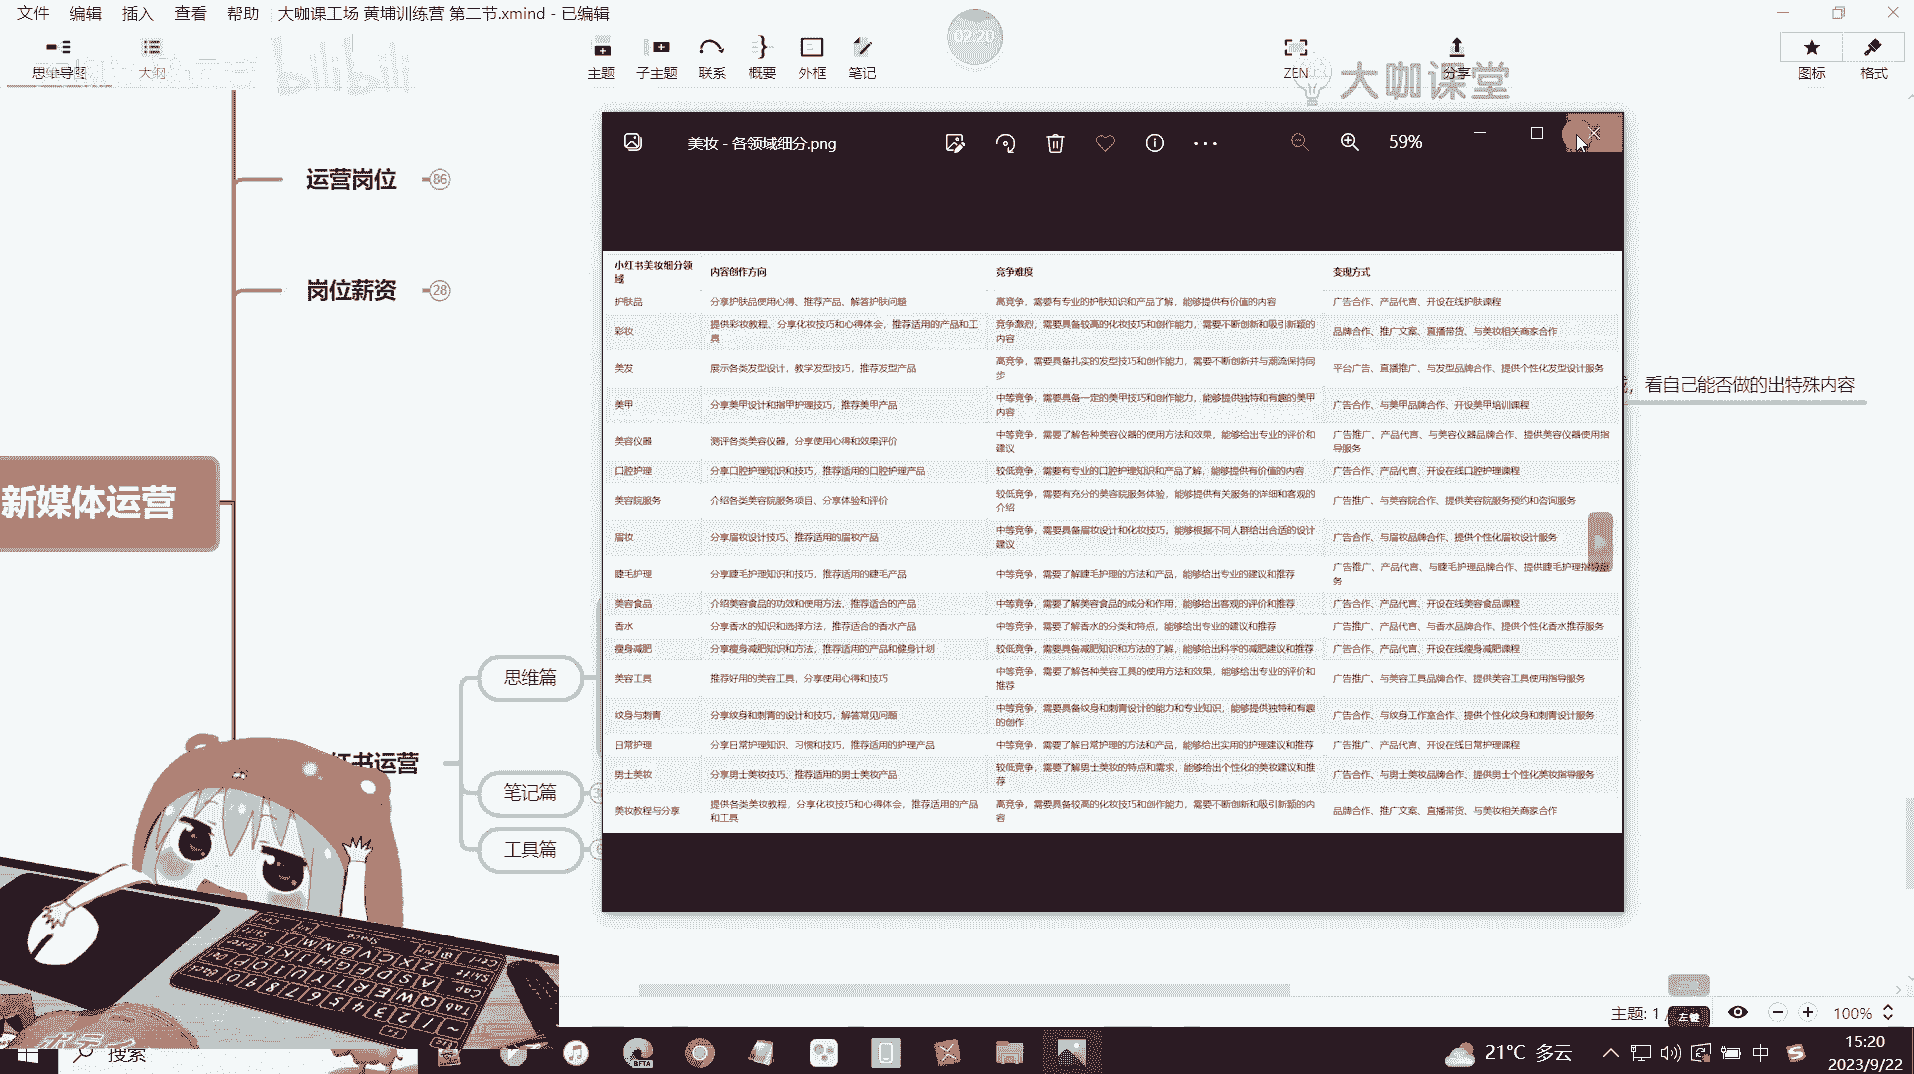 文件 编辑 插入 查看 帮助 大咖课工场 黄埔训练营 第二节.xmind - 已编辑
思维导图 大纲 主题 子主题 联系 概要 外框 笔记 ZEN 分享 图标 格式
bilibili
02:20
大咖课堂
美妆 - 各领域细分.png 59%
运营岗位 86
岗位薪资 28
新媒体运营
书运营
思维篇
笔记篇
工具篇
，看自己能否做的出特殊内容
小红书美妆细分领域 内容创作方向 竞争难度 变现方式
护肤品 分享护肤品使用心得、推荐产品、解答护肤问题 高竞争，需要有专业的护肤知识和产品了解，能够提供有价值的内容 广告合作、产品代言、开设在线护肤课程
彩妆 提供彩妆教程、分享化妆技巧和心得体会，推荐适用的产品和工具 竞争激烈，需要具备较高的化妆技巧和创作能力，需要不断创新和吸引新颖的内容 品牌合作、推广文案、直播带货、与美妆相关商家合作
美发 展示各类发型设计，教学发型技巧，推荐发型产品 高竞争，需要具备扎实的发型技巧和创作能力，需要不断创新并与潮流保持同步 平台广告、直播推广、与发型品牌合作、提供个性化发型设计服务
美甲 分享美甲设计和指甲护理技巧，推荐美甲产品 中等竞争，需要具备一定的美甲技巧和创作能力，能够提供独特和有趣的美甲内容 广告合作、与美甲品牌合作、开设美甲培训课程
美容仪器 测评各类美容仪器，分享使用心得和效果评价 中等竞争，需要了解各种美容仪器的使用方法和效果，能够给出专业的评价和建议 广告推广、产品代言、与美容仪器品牌合作、提供美容仪器使用指导服务
口腔护理 分享口腔护理知识和技巧，推荐适用的口腔护理产品 较低竞争，需要有专业的口腔护理知识和产品了解，能够提供有价值的内容 广告合作、产品代言、开设在线口腔护理课程
美容院服务 介绍各类美容院服务项目、分享体验和评价 较低竞争，需要有充分的美容院服务体验，能够提供有关服务的详细和客观的介绍 广告推广、与美容院合作、提供美容院服务预约和咨询服务
眉妆 分享眉妆设计技巧、推荐适用的眉妆产品 中等竞争，需要具备眉妆设计和化妆技巧，能够根据不同人群给出合适的设计建议 广告合作、与眉妆品牌合作、提供个性化眉妆设计服务
睫毛护理 分享睫毛护理知识和技巧，推荐适用的睫毛产品 中等竞争，需要了解睫毛护理的方法和产品，能够给出专业的建议和推荐 广告推广、产品代言、与睫毛护理品牌合作、提供睫毛护理指导服务
美容食品 介绍美容食品的功效和使用方法，推荐适合的产品 中等竞争，需要了解美容食品的成分和作用，能够给出客观的评价和推荐 广告合作、产品代言、开设在线美容食品课程
香水 分享香水的知识和选择方法，推荐适合的香水产品 中等竞争，需要了解香水的分类和特点，能够给出专业的建议和推荐 广告推广、产品代言、与香水品牌合作、提供个性化香水推荐服务
瘦身减肥 分享瘦身减肥知识和方法，推荐适用的产品和健身计划 较低竞争，需要具备减肥知识和方法的了解，能够给出科学的减肥建议和推荐 广告合作、产品代言、开设在线瘦身减肥课程
美容工具 推荐好用的美容工具，分享使用心得和技巧 中等竞争，需要了解各种美容工具的使用方法和效果，能够给出专业的评价和推荐 广告推广、与美容工具品牌合作、提供美容工具使用指导服务
纹身与刺青 分享纹身和刺青的设计和技巧，解答常见问题 中等竞争，需要具备纹身和刺青设计的能力和专业知识，能够提供独特和有趣的创作 广告合作、与纹身工作室合作、提供个性化纹身和刺青设计服务
日常护理 分享日常护理知识、习惯和技巧，推荐适用的护理产品 中等竞争，需要了解日常护理的方法和产品，能够给出实用的护理建议和推荐 广告推广、产品代言、开设在线日常护理课程
男士美妆 分享男士美妆技巧、推荐适用的男士美妆产品 较低竞争，需要了解男士美妆的特点和需求，能够给出个性化的美妆建议和推荐 广告合作、与男士美妆品牌合作、提供男士个性化美妆指导服务
美妆教程与分享 提供各类美妆教程，分享化妆技巧和心得体会，推荐适用的产品和工具 高竞争，需要具备较高的化妆技巧和创作能力，需要不断创新和吸引新颖的内容 品牌合作、推广文案、直播带货、与美妆相关商家合作
主题: 1 / 左键 100%
搜索
BETA
21°C 多云 中 15:20
2023/9/22